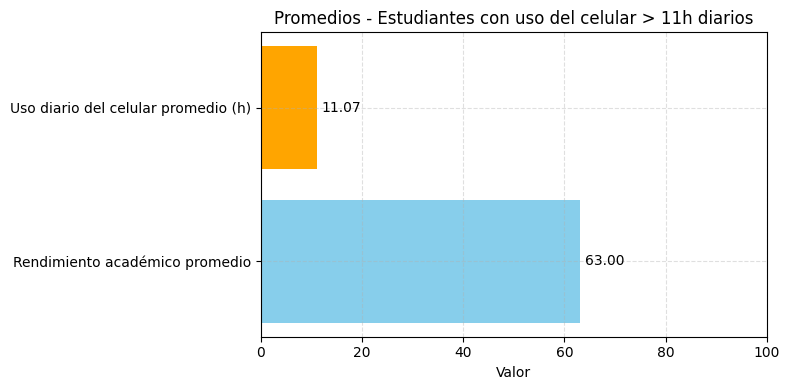 Promedios - Estudiantes con uso del celular > 11h diarios
Uso diario del celular promedio (h)
11.07
Rendimiento académico promedio
63.00
0 20 40 60 80 100
Valor